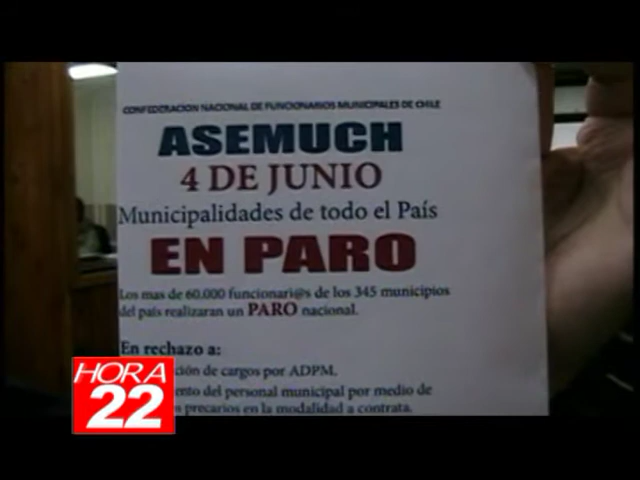 CONFEDERACION NACIONAL DE FUNCIONARIOS MUNICIPALES DE CHILE
ASEMUCH
4 DE JUNIO
Municipalidades de todo el País
EN PARO
Los mas de 60.000 funcionari@s de los 345 municipios
del país realizaran un PARO nacional.
En rechazo a:
de cargos por ADPM.
del personal municipal por medio de
precarios en la modalidad a contrata.
HORA
22